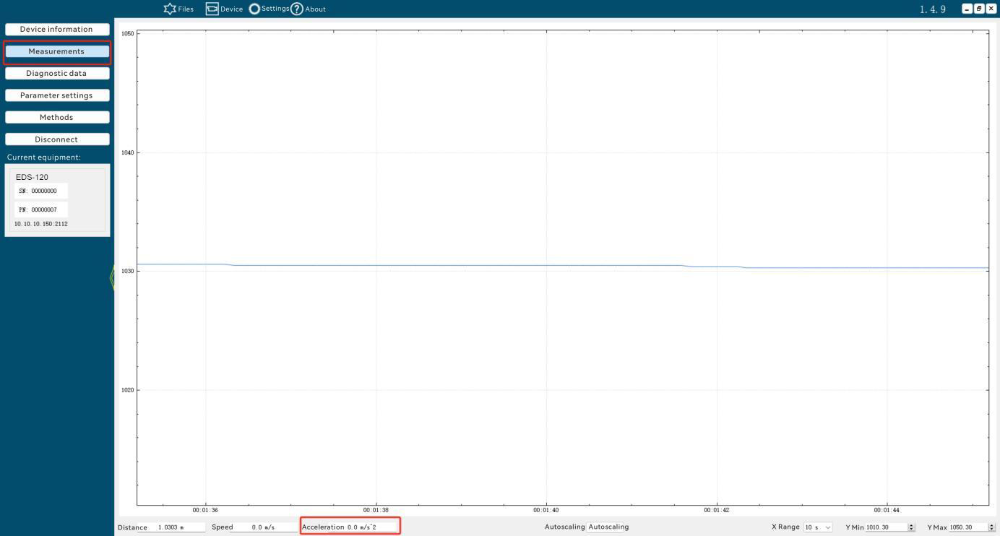 Files Device Settings About 1.4.9
Device information
Measurements
Diagnostic data
Parameter settings
Methods
Disconnect
Current equipment:
EDS-120
SN: 00000000
PN: 00000007
10.10.10.150:2112
1050
1040
1030
1020
00:01:36 00:01:38 00:01:40 00:01:42 00:01:44
Distance 1.0303 m Speed 0.0 m/s Acceleration 0.0 m/s^2 Autoscaling Autoscaling X Range 10 s Y Min 1010.30 Y Max 1050.30